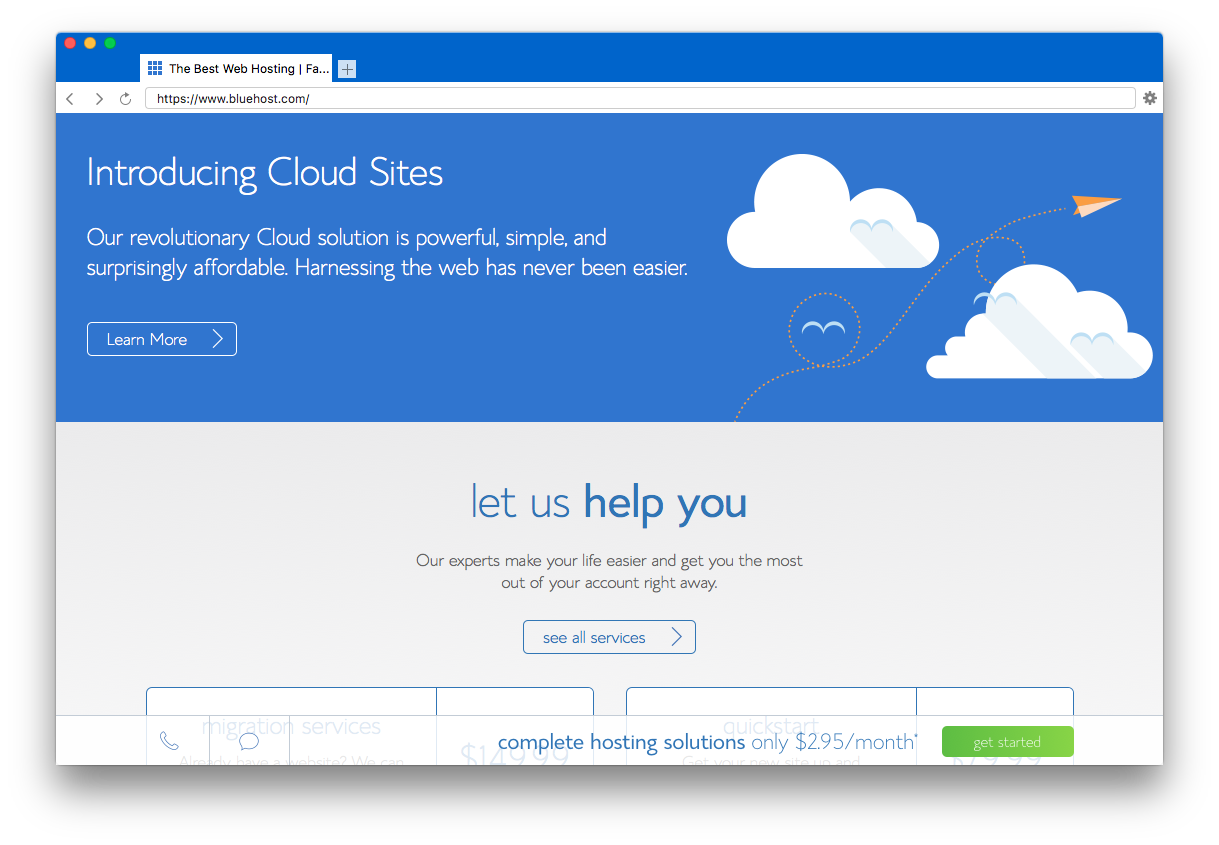 The Best Web Hosting | Fa...
https://www.bluehost.com/
Introducing Cloud Sites
Our revolutionary Cloud solution is powerful, simple, and
surprisingly affordable. Harnessing the web has never been easier.
Learn More
let us help you
Our experts make your life easier and get you the most
out of your account right away.
see all services
migration services
quickstart
complete hosting solutions only $2.95/month*
get started
$149.99
$79.99
Already have a website? We can
Get your new site up and